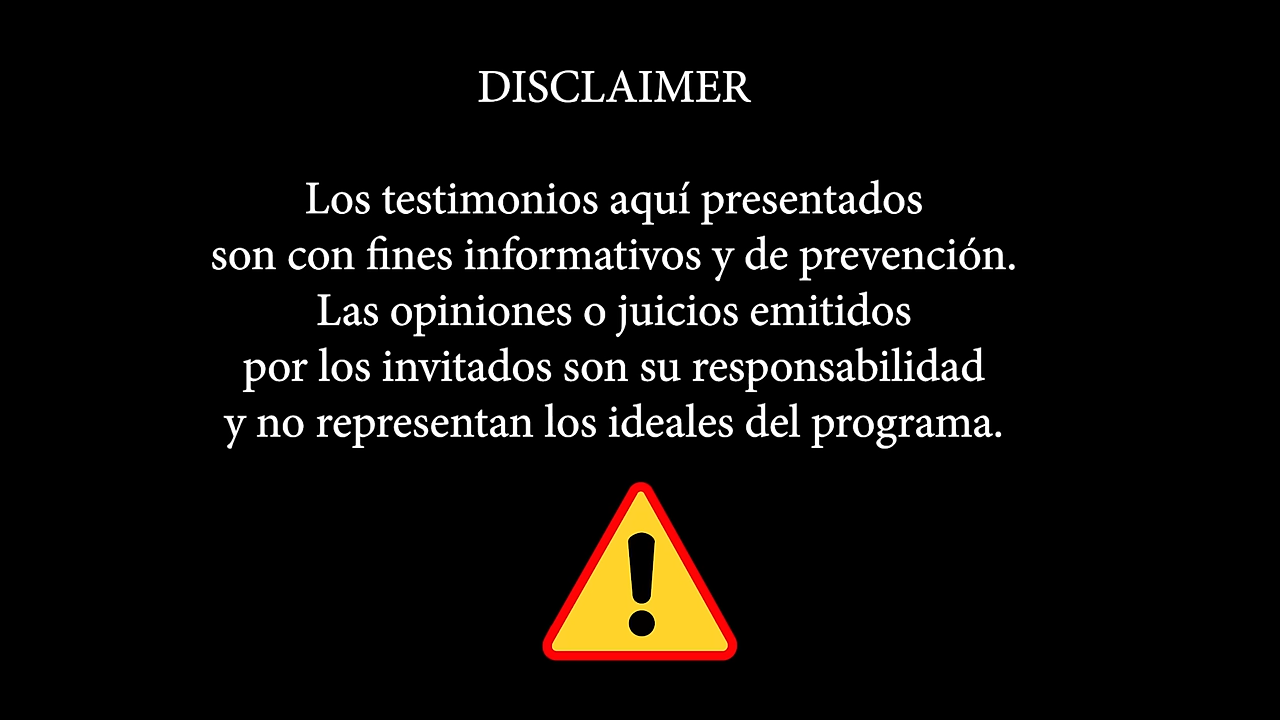 DISCLAIMER
Los testimonios aquí presentados
son con fines informativos y de prevención.
Las opiniones o juicios emitidos
por los invitados son su responsabilidad
y no representan los ideales del programa.